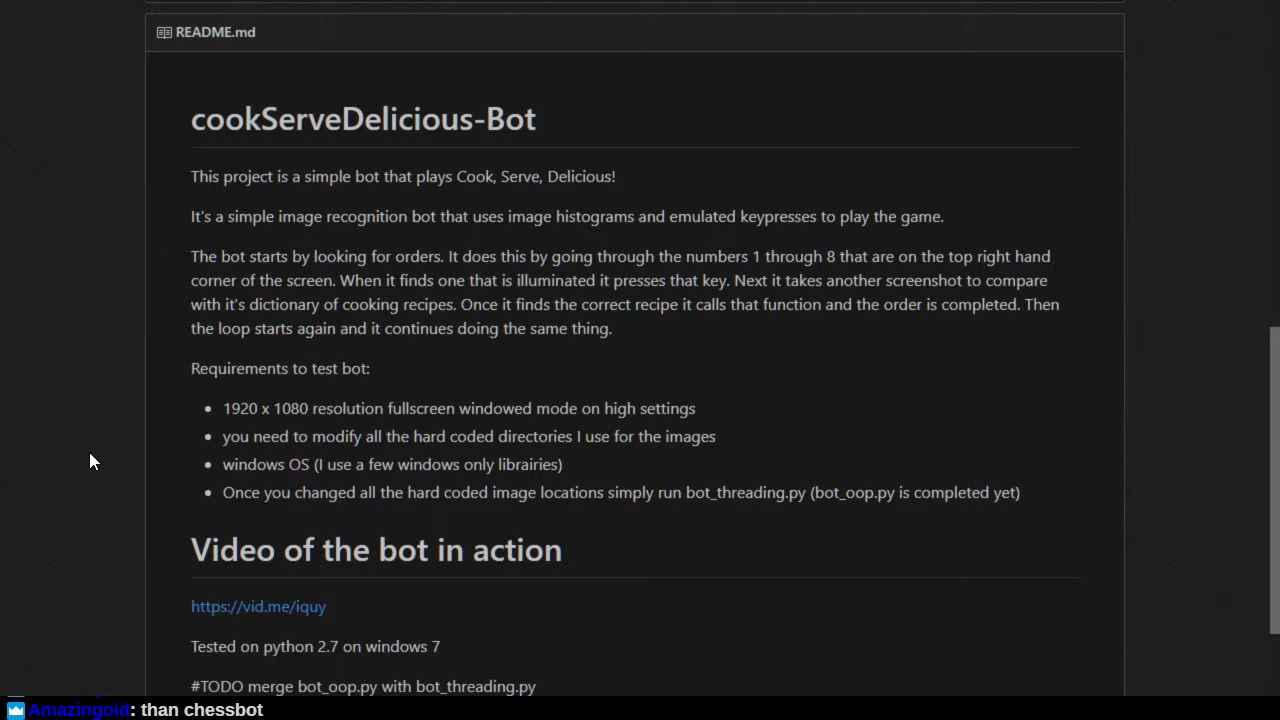 README.md
cookServeDelicious-Bot
This project is a simple bot that plays Cook, Serve, Delicious!
It's a simple image recognition bot that uses image histograms and emulated keypresses to play the game.
The bot starts by looking for orders. It does this by going through the numbers 1 through 8 that are on the top right hand
corner of the screen. When it finds one that is illuminated it presses that key. Next it takes another screenshot to compare
with it's dictionary of cooking recipes. Once it finds the correct recipe it calls that function and the order is completed. Then
the loop starts again and it continues doing the same thing.
Requirements to test bot:
1920 x 1080 resolution fullscreen windowed mode on high settings
you need to modify all the hard coded directories I use for the images
windows OS (I use a few windows only librairies)
Once you changed all the hard coded image locations simply run bot_threading.py (bot_oop.py is completed yet)
Video of the bot in action
https://vid.me/iquy
Tested on python 2.7 on windows 7
#TODO merge bot_oop.py with bot_threading.py
Amazingoid: than chessbot